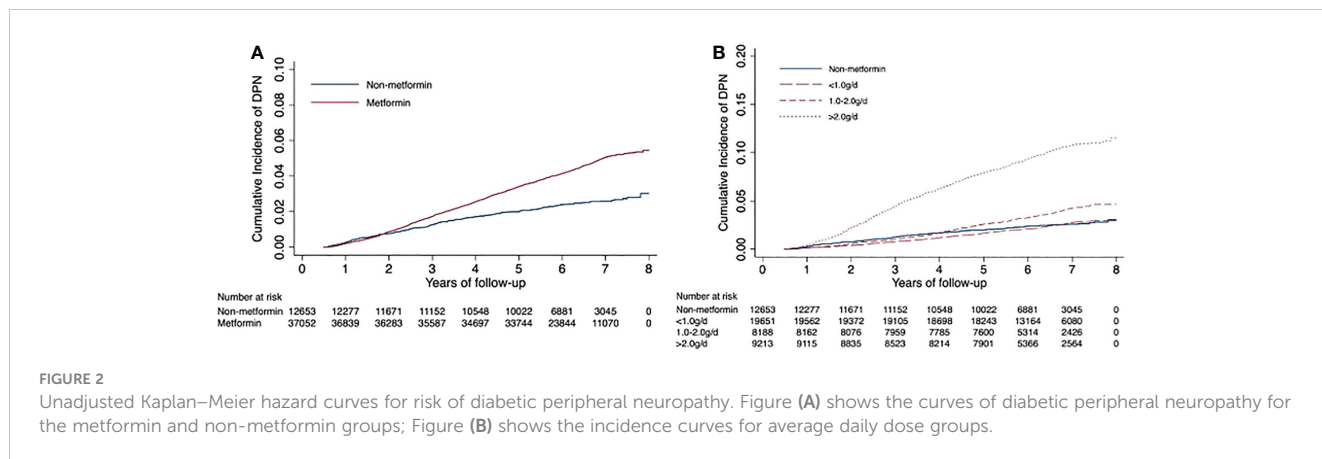 A
Cumulative Incidence of DPN
0.10
0.08
0.06
0.04
0.02
0.00
Non-metformin
Metformin
0 1 2 3 4 5 6 7 8
Years of follow-up
Number at risk
Non-metformin 12653 12277 11671 11152 10548 10022 6881 3045 0
Metformin 37052 36839 36283 35587 34697 33744 23844 11070 0
B
Cumulative Incidence of DPN
0.20
0.15
0.10
0.05
0.00
Non-metformin
<1.0g/d
1.0-2.0g/d
>2.0g/d
0 1 2 3 4 5 6 7 8
Years of follow-up
Number at risk
Non-metformin 12653 12277 11671 11152 10548 10022 6881 3045 0
<1.0g/d 19651 19562 19372 19105 18698 18243 13164 6080 0
1.0-2.0g/d 8188 8162 8076 7959 7785 7600 5314 2426 0
>2.0g/d 9213 9115 8835 8523 8214 7901 5366 2564 0
FIGURE 2
Unadjusted Kaplan–Meier hazard curves for risk of diabetic peripheral neuropathy. Figure (A) shows the curves of diabetic peripheral neuropathy for
the metformin and non-metformin groups; Figure (B) shows the incidence curves for average daily dose groups.